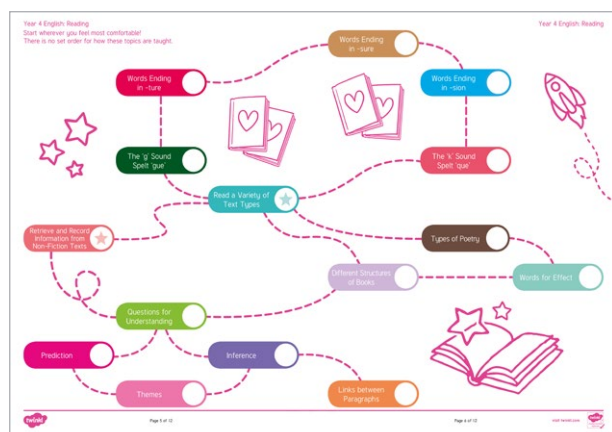 Year 4 English: Reading
Start wherever you feel most comfortable!
There is no set order for how these topics are taught.
Year 4 English: Reading
Words Ending
in -sure
Words Ending
in -ture
Words Ending
in -sion
The 'g' Sound
Spelt 'gue'
The 'k' Sound
Spelt 'que'
Read a Variety of
Text Types
Retrieve and Record
Information from
Non-Fiction Texts
Types of Poetry
Different Structures
of Books
Words for Effect
Questions for
Understanding
Prediction
Inference
Themes
Links between
Paragraphs
twinkl
Page 5 of 12
Page 6 of 12
visit twinkl.com
twinkl